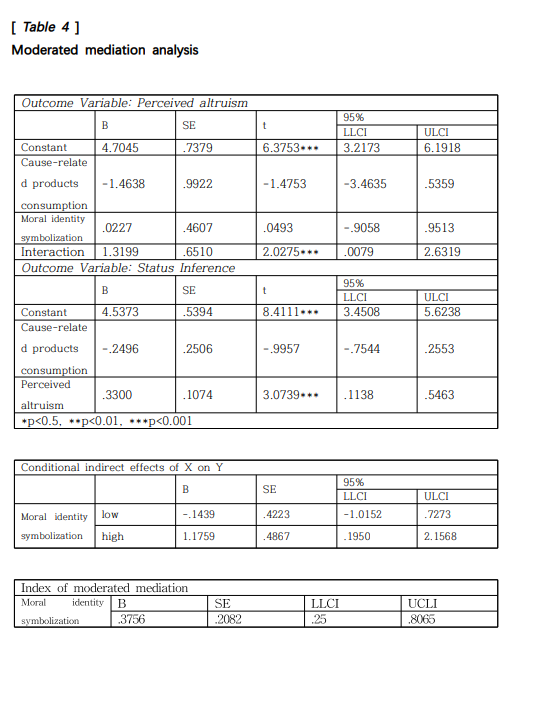 [ Table 4 ]
Moderated mediation analysis
Outcome Variable: Perceived altruism
B SE t 95%
LLCI ULCI
Constant 4.7045 .7379 6.3753*** 3.2173 6.1918
Cause-relate
d products -1.4638 .9922 -1.4753 -3.4635 .5359
consumption
Moral identity
symbolization .0227 .4607 .0493 -.9058 .9513
Interaction 1.3199 .6510 2.0275*** .0079 2.6319
Outcome Variable: Status Inference
B SE t 95%
LLCI ULCI
Constant 4.5373 .5394 8.4111*** 3.4508 5.6238
Cause-relate
d products -.2496 .2506 -.9957 -.7544 .2553
consumption
Perceived
altruism .3300 .1074 3.0739*** .1138 .5463
*p<0.5, **p<0.01, ***p<0.001
Conditional indirect effects of X on Y
B SE 95%
LLCI ULCI
Moral identity low -.1439 .4223 -1.0152 .7273
symbolization high 1.1759 .4867 .1950 2.1568
Index of moderated mediation
Moral identity B SE LLCI UCLI
symbolization .3756 .2082 .25 .8065